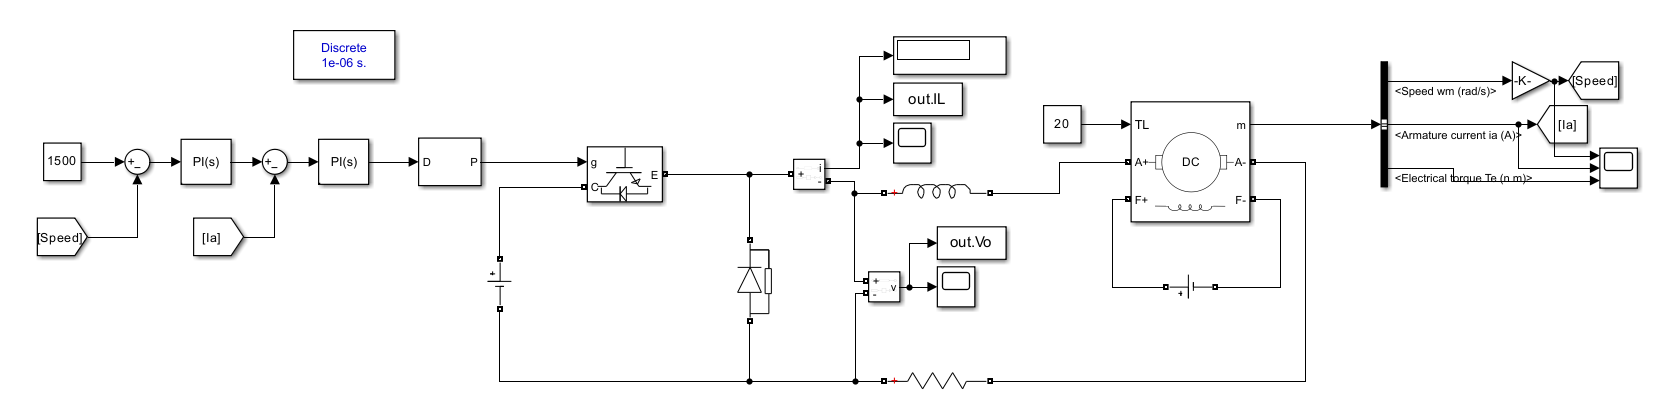 Discrete
1e-06 s.
1500
+
−
PI(s)
+
−
PI(s)
D
P
[Speed]
[Ia]
g
C
E
+
+
i
-
out.IL
+
out.Vo
+
-
v
+
20
TL
m
A+
DC
A-
F+
F-
+
<Speed wm (rad/s)>
<Armature current ia (A)>
<Electrical torque Te (n m)>
-K-
[Speed]
[Ia]